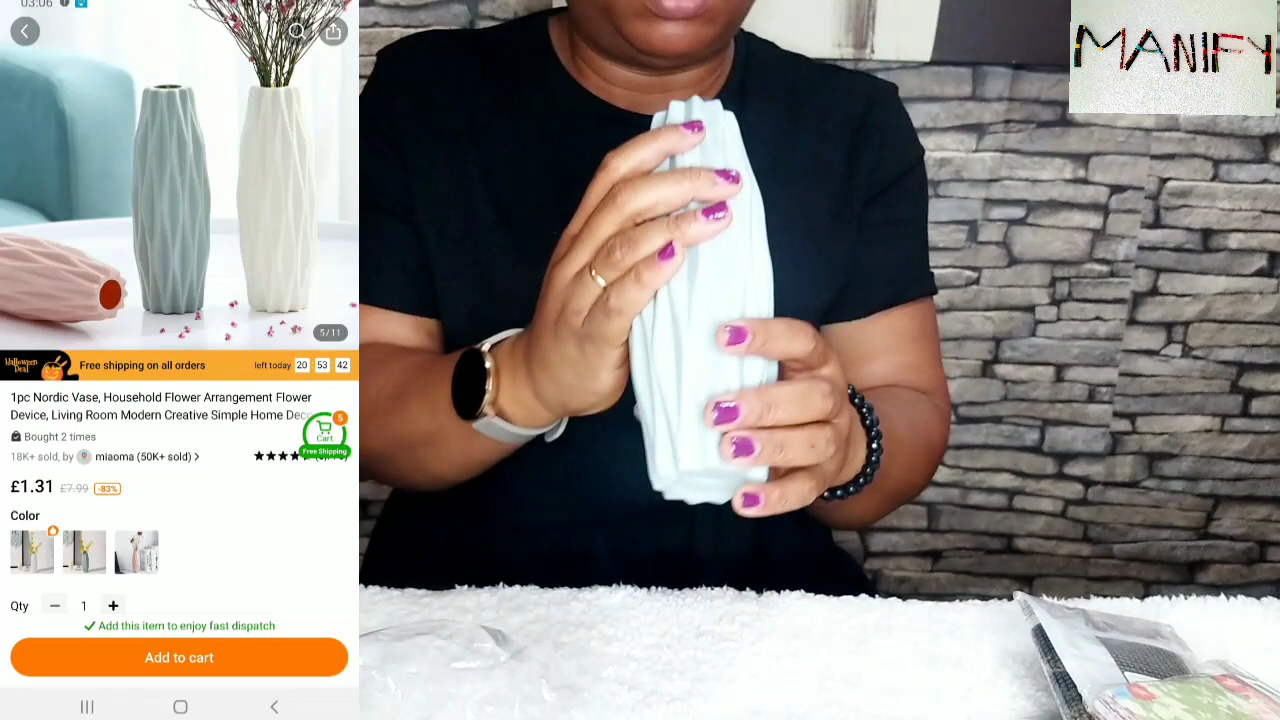 03:06
5/11
Halloween
Deal
Free shipping on all orders
left today 20 53 42
1pc Nordic Vase, Household Flower Arrangement Flower
Device, Living Room Modern Creative Simple Home Deco
5
Cart
Free Shipping
Bought 2 times
18K+ sold, by miaoma (50K+ sold) >
£1.31 £7.99 -83%
Color
Qty − 1 +
✓ Add this item to enjoy fast dispatch
Add to cart
MANIFY